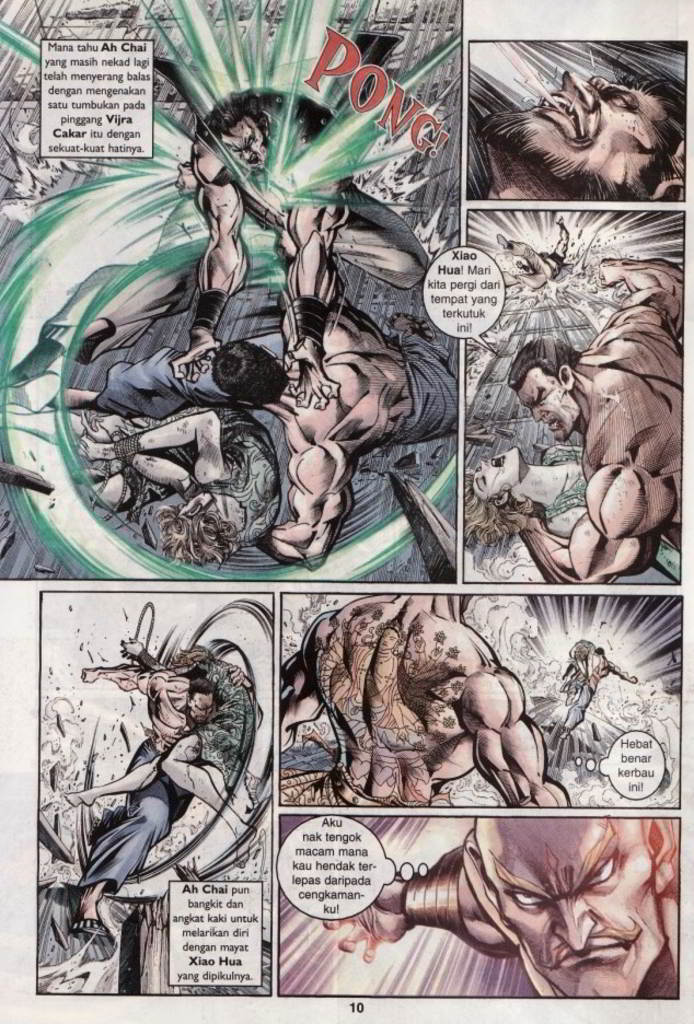 Mana tahu Ah Chai
yang masih nekad lagi
telah menyerang balas
dengan mengenakan
satu tumbukan pada
pinggang Vijra
Cakar itu dengan
sekuat-kuat hatinya.
PONG!
Xiao
Hua! Mari
kita pergi dari
tempat yang
terkutuk
ini!
Ah Chai pun
bangkit dan
angkat kaki untuk
melarikan diri
dengan mayat
Xiao Hua
yang dipikulnya.
Hebat
benar
kerbau
ini!
Aku
nak tengok
macam mana
kau hendak ter-
lepas daripada
cengkaman-
ku!
10